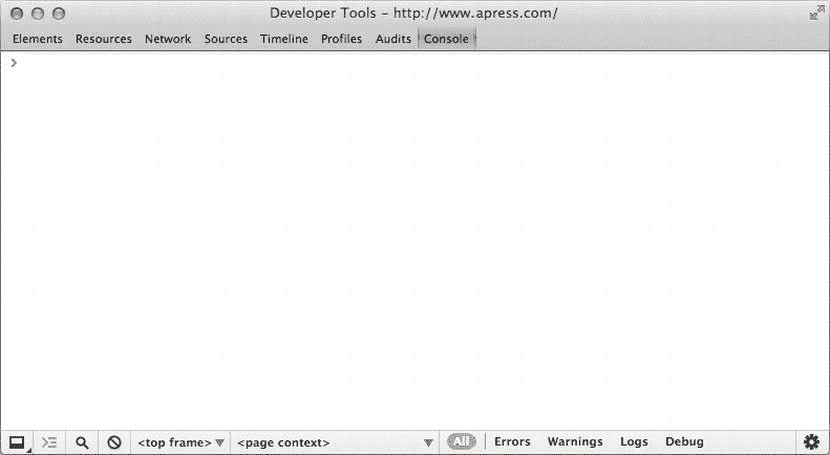 Developer Tools – http://www.apress.com/
Elements Resources Network Sources Timeline Profiles Audits Console
<top frame> <page context> All Errors Warnings Logs Debug